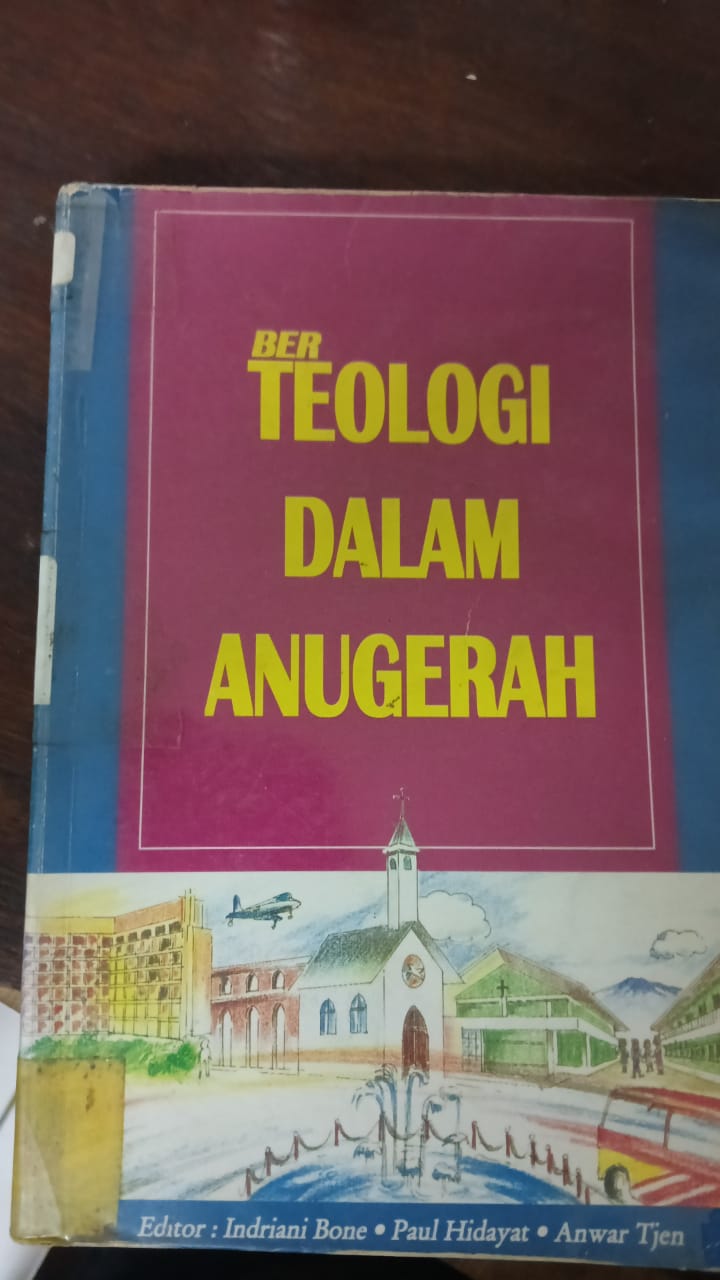 BER
TEOLOGI
DALAM
ANUGERAH
Editor : Indriani Bone • Paul Hidayat • Anwar Tjen